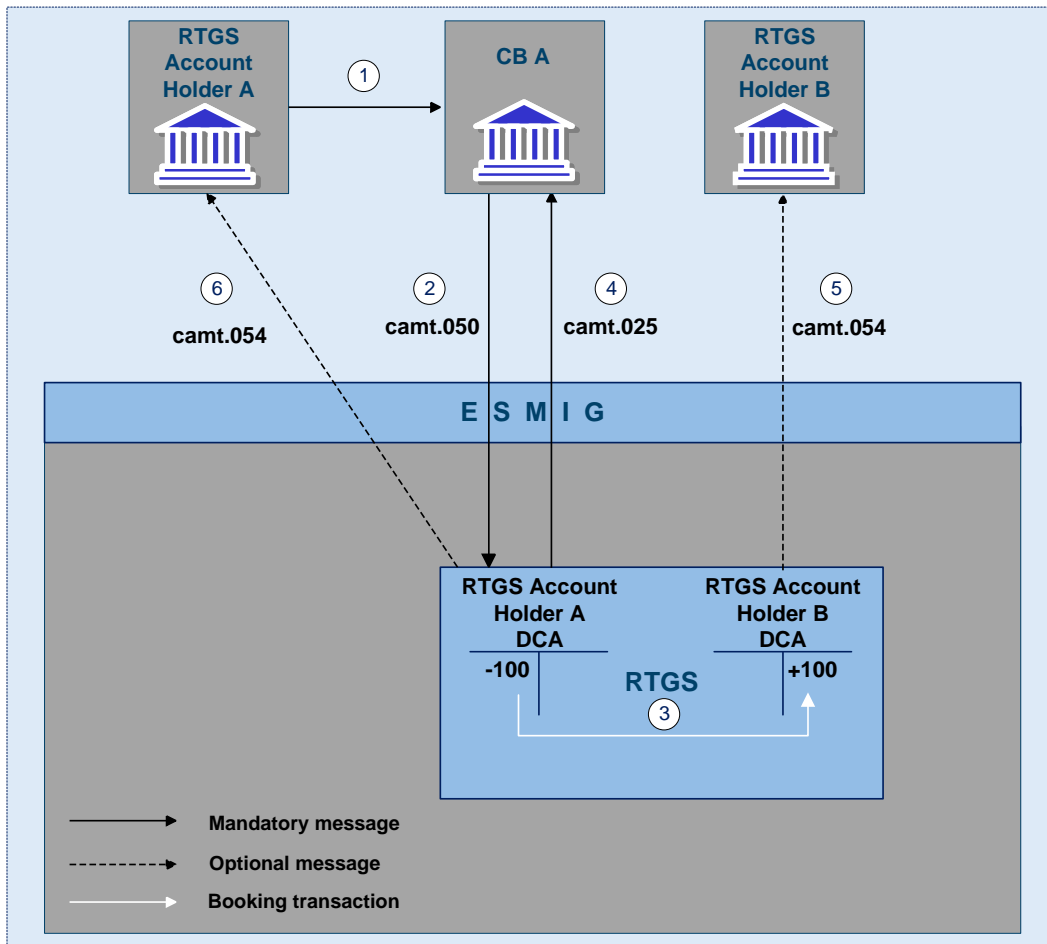 RTGS
Account
Holder A
CB A
RTGS
Account
Holder B
1
6
2
4
5
camt.054
camt.050
camt.025
camt.054
E S M I G
RTGS Account
Holder A
DCA
RTGS Account
Holder B
DCA
-100
+100
RTGS
3
Mandatory message
Optional message
Booking transaction